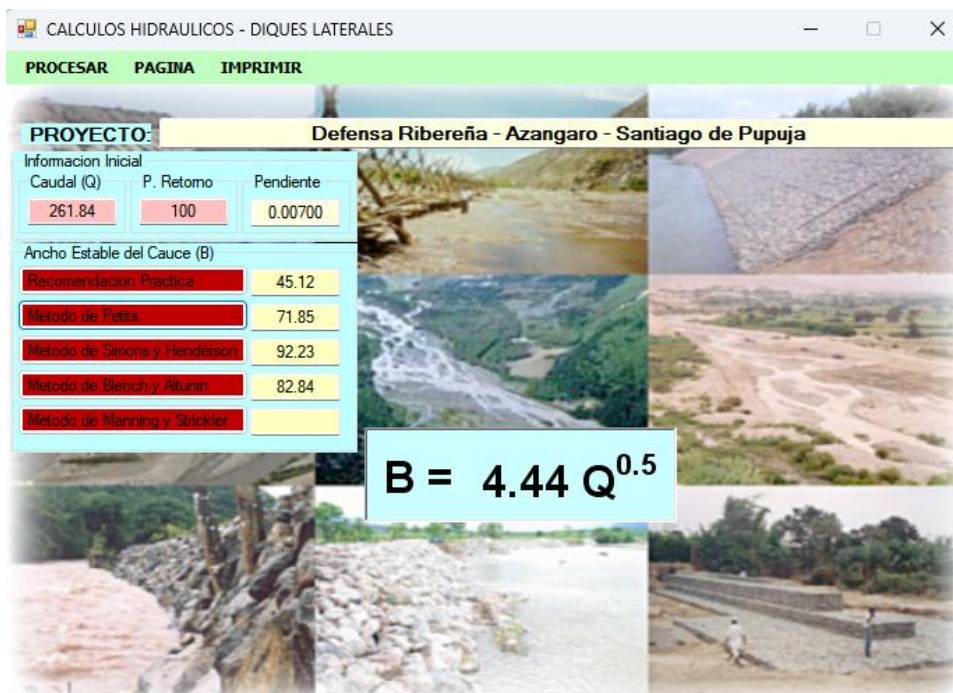 CALCULOS HIDRAULICOS - DIQUES LATERALES
PROCESAR PAGINA IMPRIMIR
PROYECTO: Defensa Ribereña - Azangaro - Santiago de Pupuja
Informacion Inicial
Caudal (Q) P. Retorno Pendiente
261.84 100 0.00700
Ancho Estable del Cauce (B)
Recomendacion Practica 45.12
Metodo de Petits 71.85
Metodo de Simons y Henderson 92.23
Metodo de Blench y Altunin 82.84
Metodo de Manning y Strickler
B = 4.44 Q^0.5